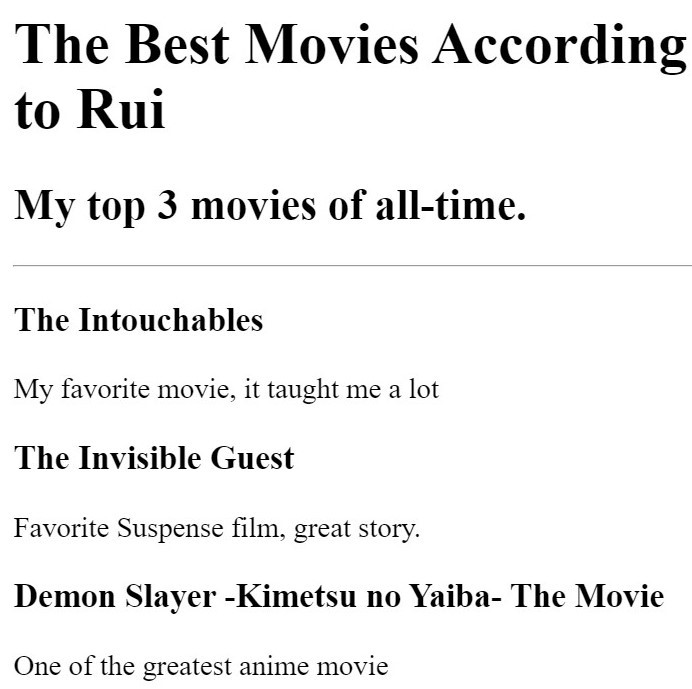 The Best Movies According
to Rui
My top 3 movies of all-time.
The Intouchables
My favorite movie, it taught me a lot
The Invisible Guest
Favorite Suspense film, great story.
Demon Slayer -Kimetsu no Yaiba- The Movie
One of the greatest anime movie